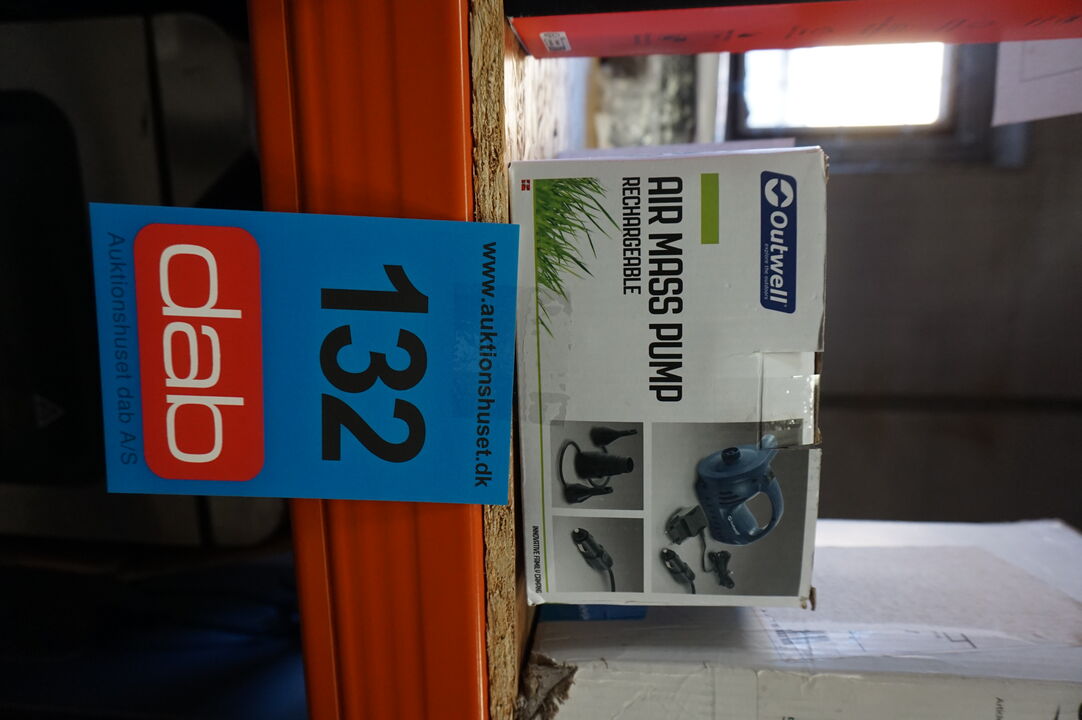 Outwell
explore the outdoors
AIR MASS PUMP
RECHARGEABLE
INNOVATIVE FAMILY CAMPING
www.auktionshuset.dk
132
dab
Auktionshuset dab A/S